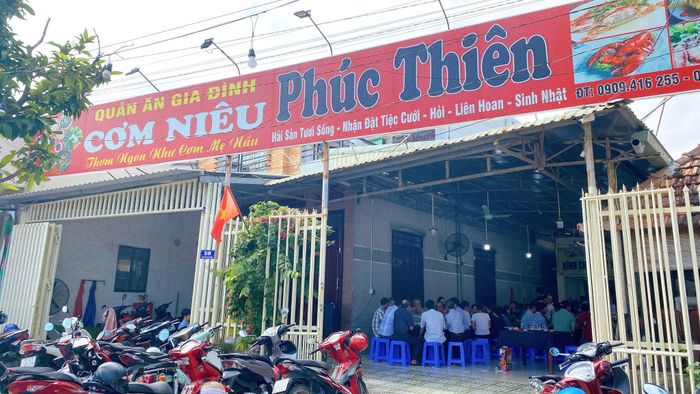 QUÁN ĂN GIA ĐÌNH
CƠM NIÊU
Thơm Ngon Như Cơm Mẹ Nấu
Phúc Thiên
Hải Sản Tươi Sống - Nhận Đặt Tiệc Cưới - Hỏi - Liên Hoan - Sinh Nhật
ĐT: 0909.416 255 - 0
58